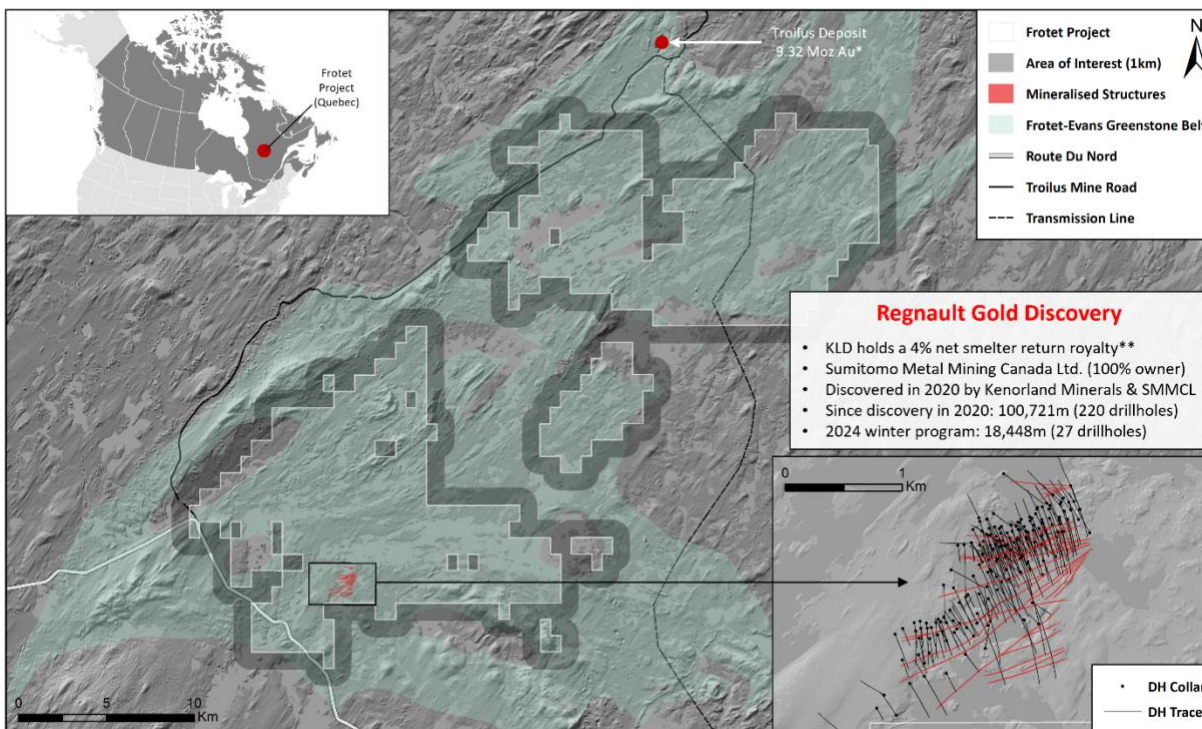 Frotet
Project
(Quebec)
Troilus Deposit
9.32 Moz Au*
N
Frotet Project
Area of Interest (1km)
Mineralised Structures
Frotet-Evans Greenstone Bel
Route Du Nord
Troilus Mine Road
Transmission Line
Regnault Gold Discovery
• KLD holds a 4% net smelter return royalty**
• Sumitomo Metal Mining Canada Ltd. (100% owner)
• Discovered in 2020 by Kenorland Minerals & SMMCL
• Since discovery in 2020: 100,721m (220 drillholes)
• 2024 winter program: 18,448m (27 drillholes)
0 1
Km
DH Colla
DH Trace
0 5 10
Km